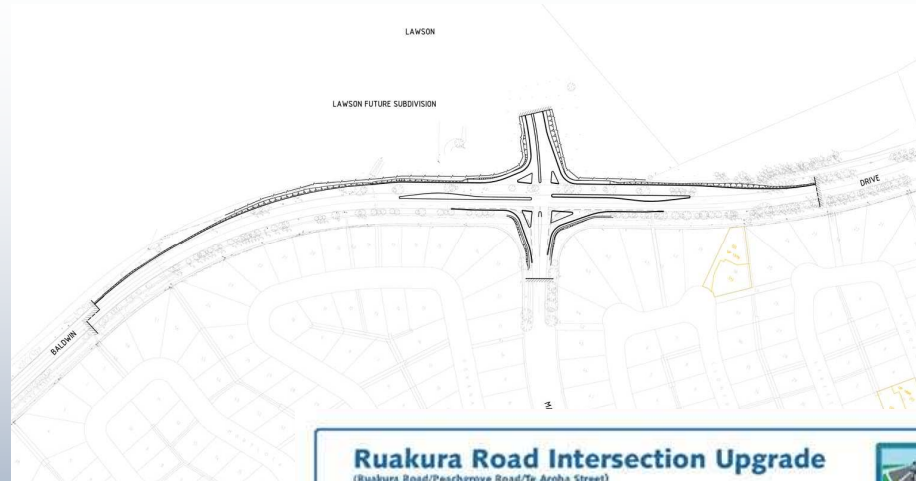 LAWSON
LAWSON FUTURE SUBDIVISION
DRIVE
BALDWIN
Ruakura Road Intersection Upgrade
(Ruakura Road/Peachgrove Road/Te Aroha Street)